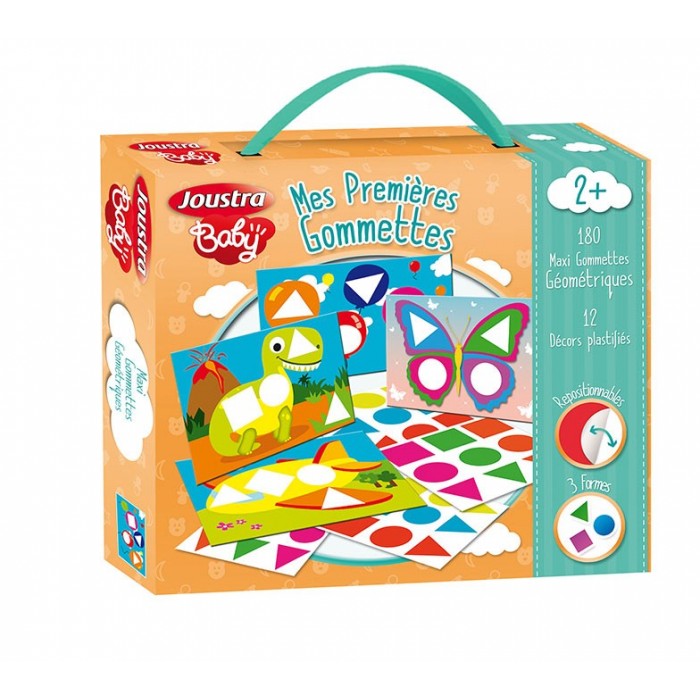 Joustra
Baby
Mes Premières
Gommettes
2+
180
Maxi Gommettes
Géométriques
12
Décors plastifiés
Repositionnables
3 Formes
Joustra
Baby
Maxi
Gommettes
Géométriques